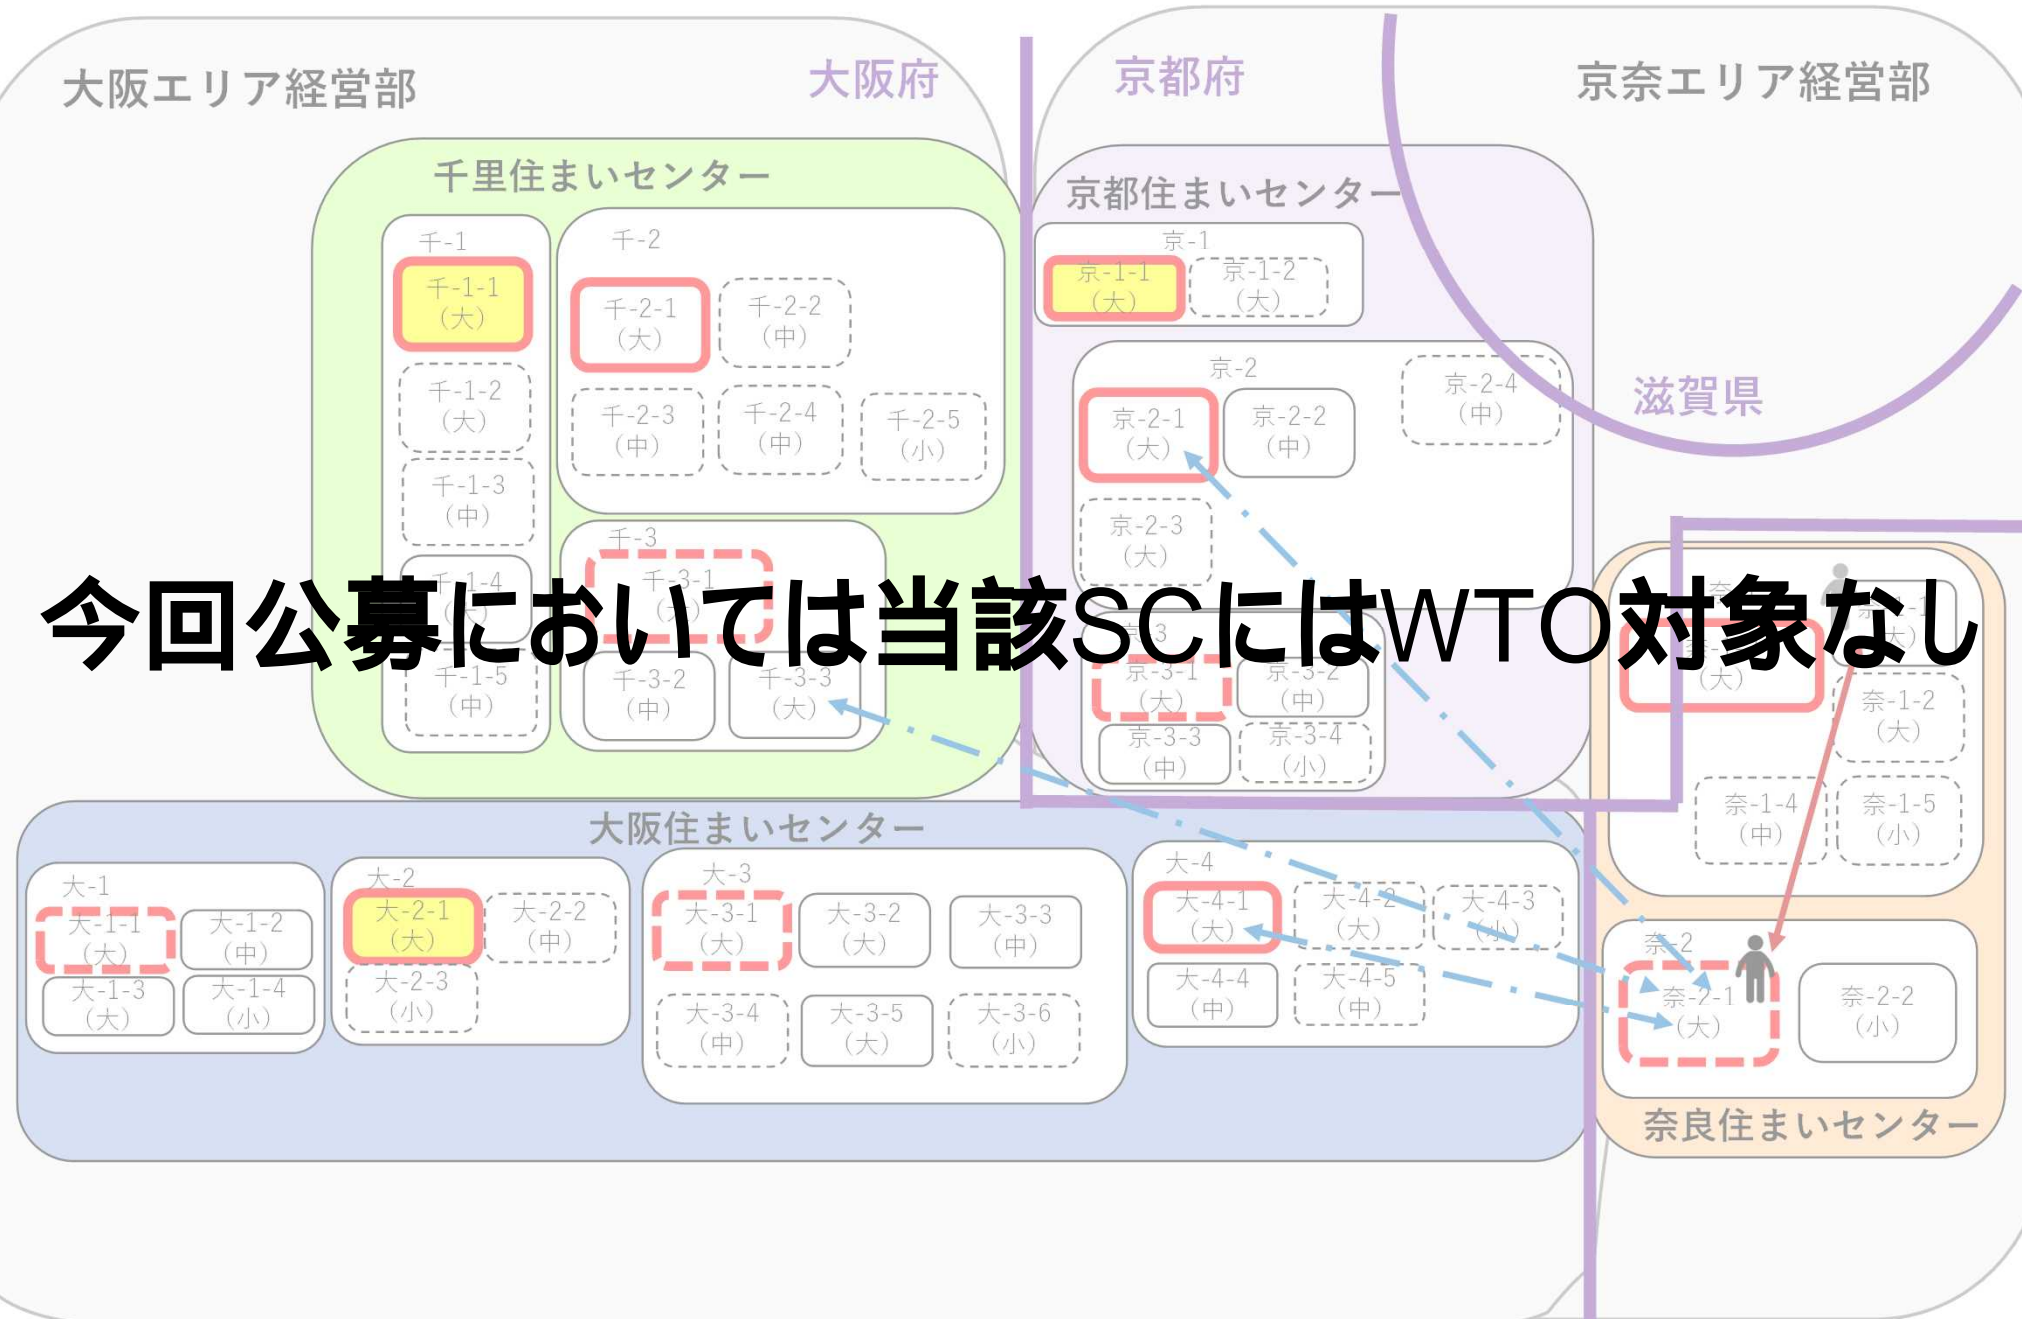 大阪エリア経営部
大阪府
京都府
京奈エリア経営部
滋賀県
千里住まいセンター
千-1
千-1-1
（大）
千-1-2
（大）
千-1-3
（中）
千-1-4
千-1-5
（中）
千-2
千-2-1
（大）
千-2-2
（中）
千-2-3
（中）
千-2-4
（中）
千-2-5
（小）
千-3
千-3-1
千-3-2
（中）
千-3-3
（大）
京都住まいセンター
京-1
京-1-1
（大）
京-1-2
（大）
京-2
京-2-1
（大）
京-2-2
（中）
京-2-4
（中）
京-2-3
（大）
京-3-1
（大）
京-3-2
（中）
京-3-3
（中）
京-3-4
（小）
今回公募においては当該SCにはWTO対象なし
（大）
奈-1-2
（大）
奈-1-4
（中）
奈-1-5
（小）
奈-2
奈-2-1
（大）
奈-2-2
（小）
奈良住まいセンター
大阪住まいセンター
大-1
大-1-1
（大）
大-1-2
（中）
大-1-3
（大）
大-1-4
（小）
大-2
大-2-1
（大）
大-2-2
（中）
大-2-3
（小）
大-3
大-3-1
（大）
大-3-2
（大）
大-3-3
（中）
大-3-4
（中）
大-3-5
（大）
大-3-6
（小）
大-4
大-4-1
（大）
大-4-2
（大）
大-4-3
（小）
大-4-4
（中）
大-4-5
（中）